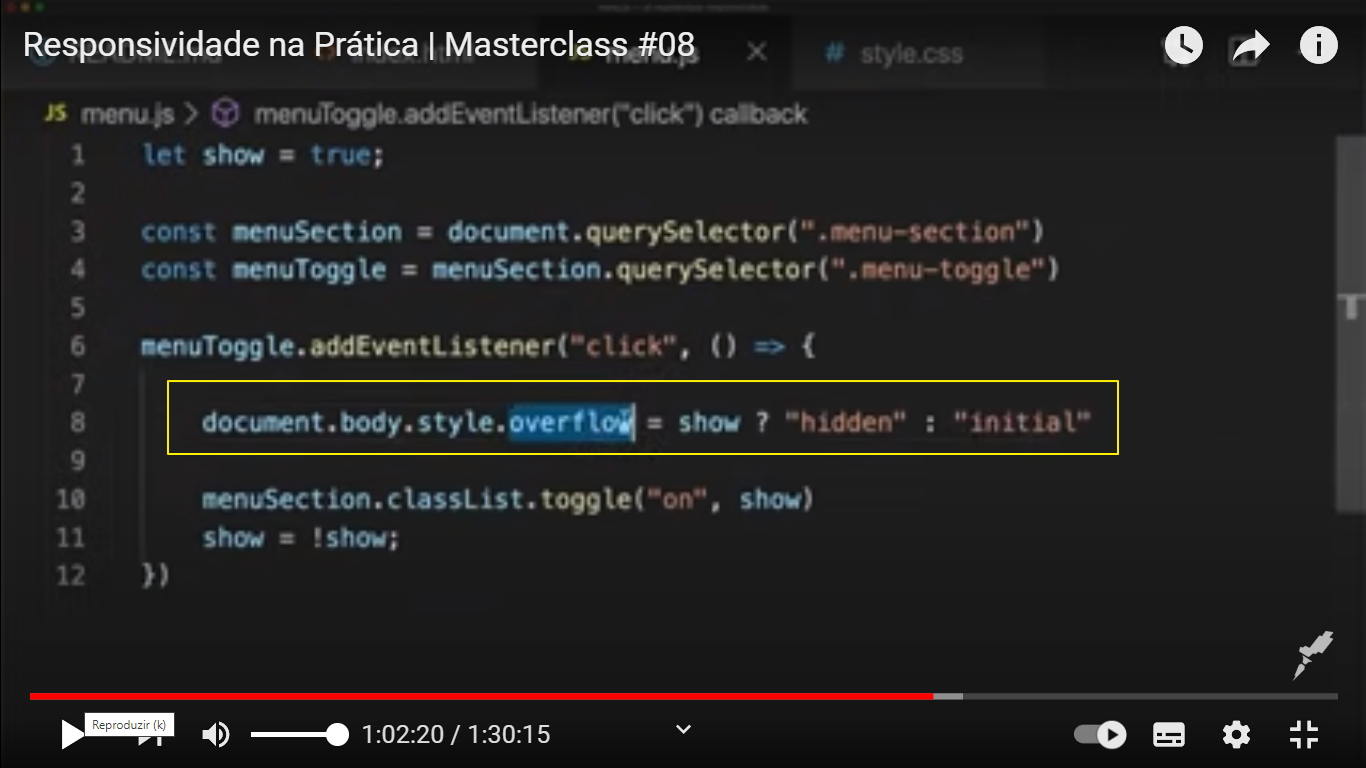 Responsividade na Prática | Masterclass #08
menu.js
style.css
JS menu.js > menuToggle.addEventListener("click") callback
1 let show = true;
2
3 const menuSection = document.querySelector(".menu-section")
4 const menuToggle = menuSection.querySelector(".menu-toggle")
5
6 menuToggle.addEventListener("click", () => {
7
8 document.body.style.overflow = show ? "hidden" : "initial"
9
10 menuSection.classList.toggle("on", show)
11 show = !show;
12 })
Reproduzir (k)
1:02:20 / 1:30:15